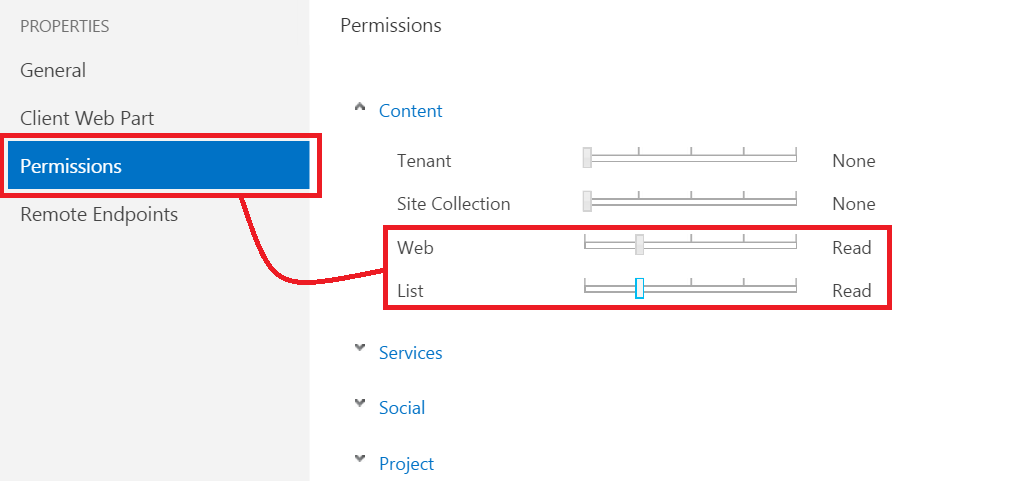 PROPERTIES
General
Client Web Part
Permissions
Remote Endpoints
Permissions
Content
Tenant None
Site Collection None
Web Read
List Read
Services
Social
Project